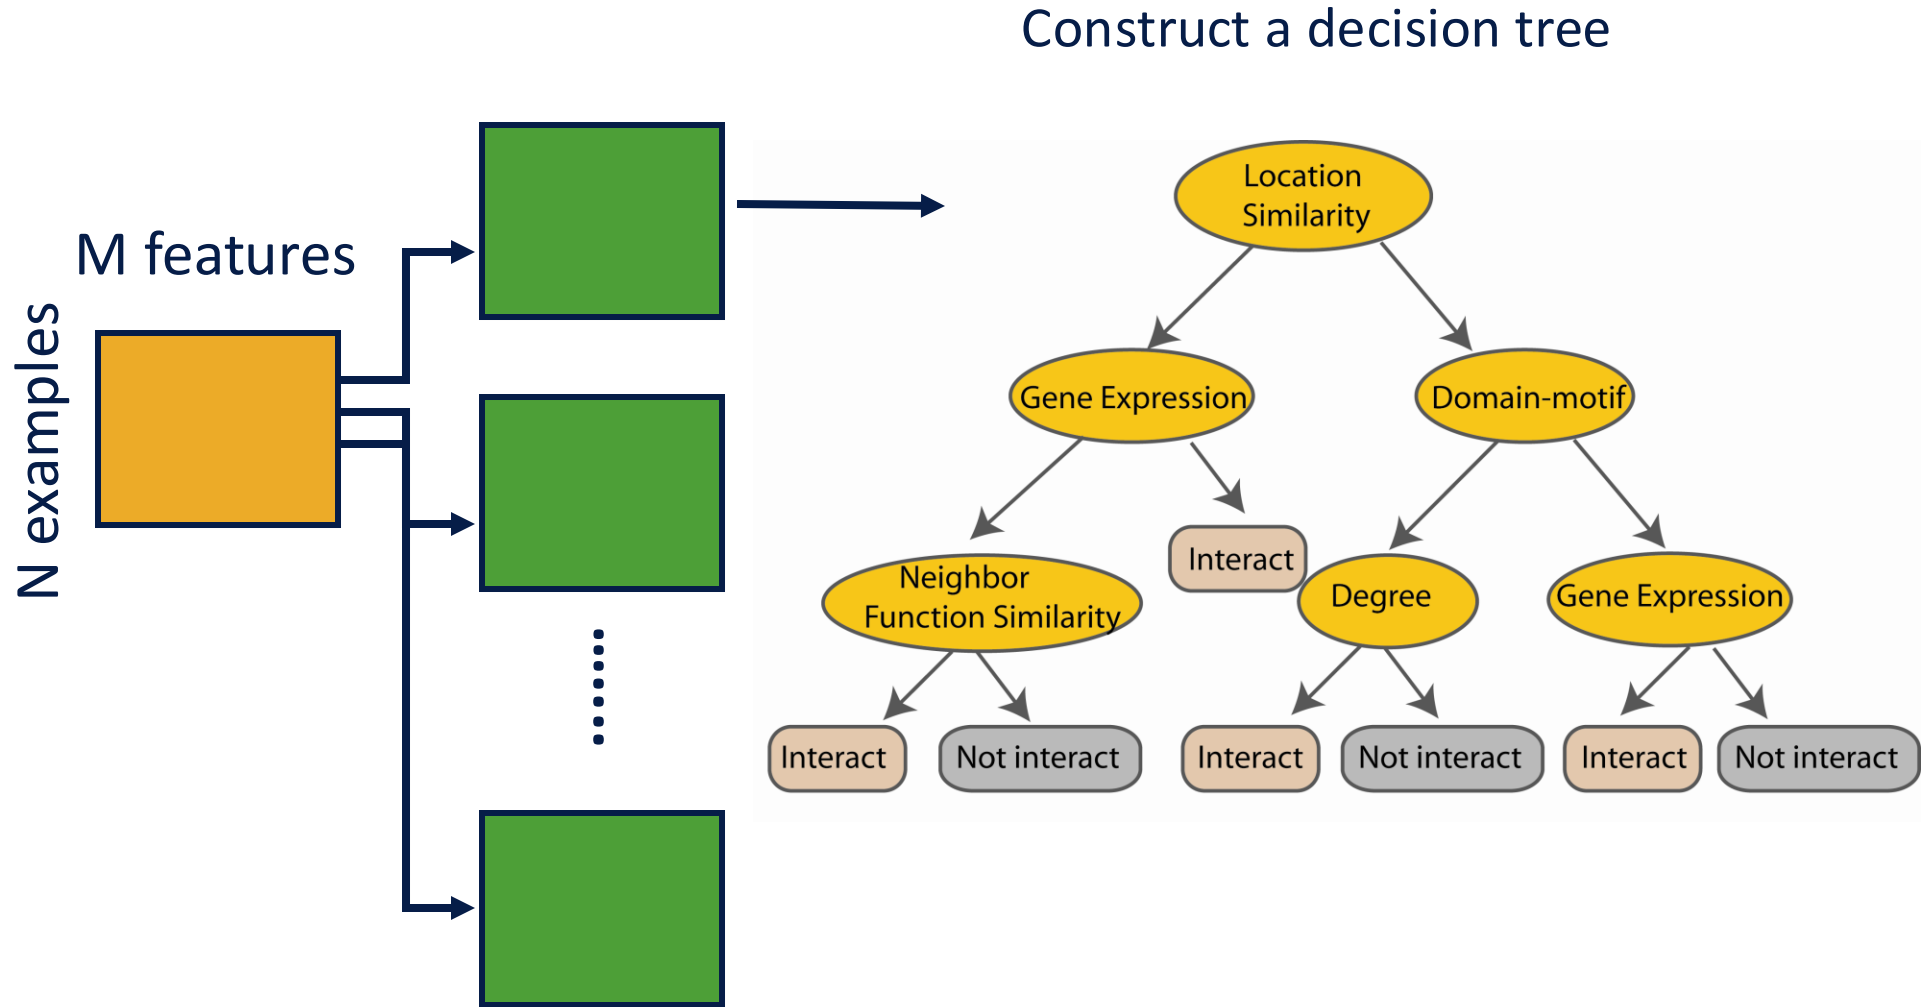 Construct a decision tree
M features
N examples
Location
Similarity
Gene Expression
Domain-motif
Interact
Neighbor
Function Similarity
Degree
Gene Expression
Interact
Not interact
Interact
Not interact
Interact
Not interact